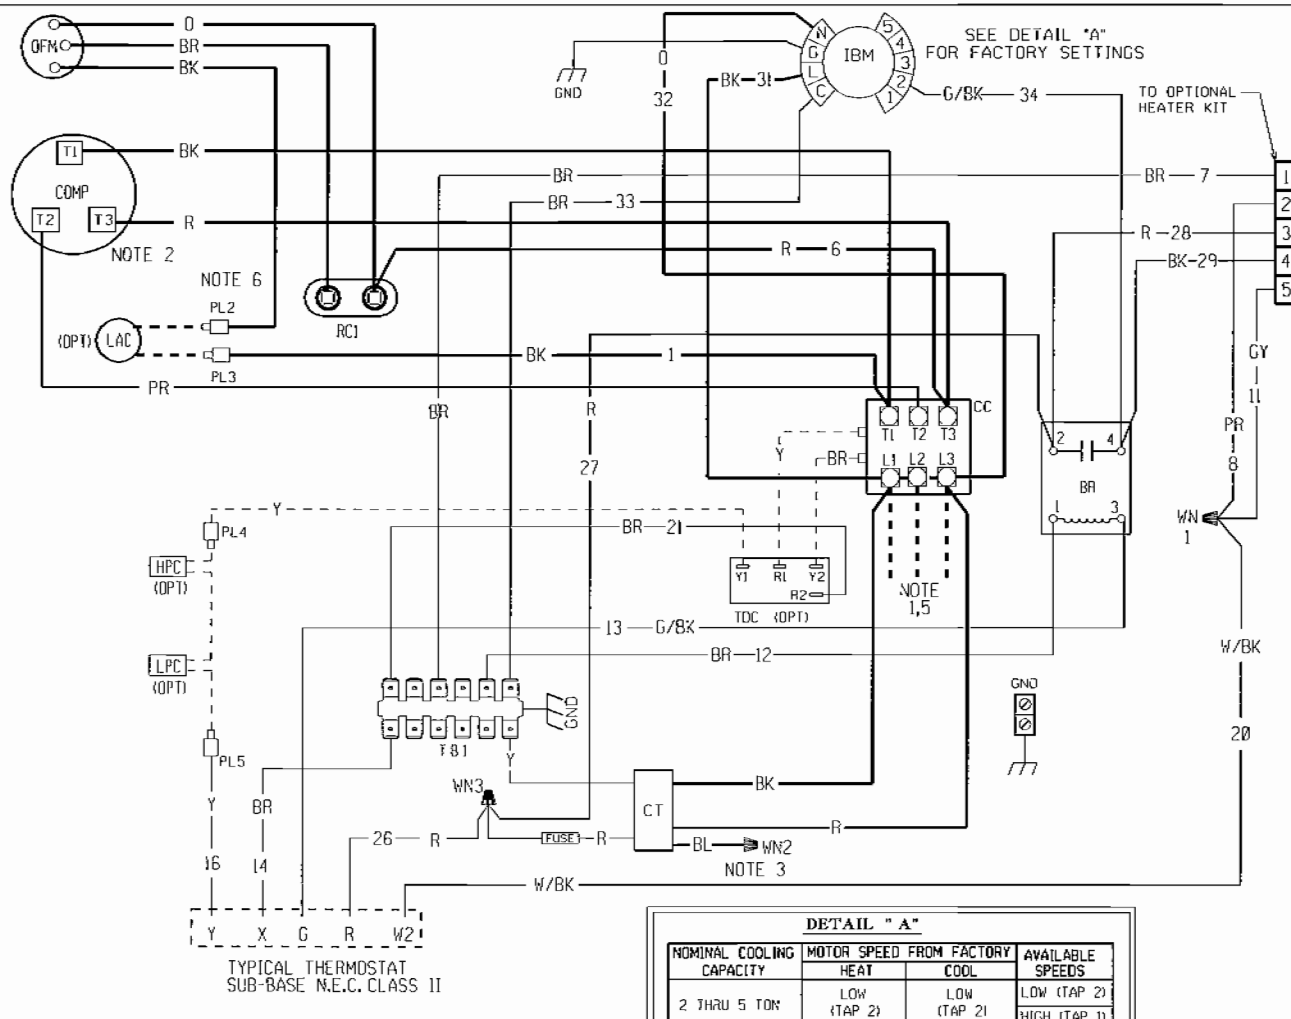 O
BR
BK
OFM
T1
COMP
T2
T3
NOTE 2
BK
R
NOTE 6
PL2
(OPT)
LAC
PL3
RC1
PR
GND
O
32
BK 31
N
G
L
C
IBM
5
4
3
2
1
SEE DETAIL "A"
FOR FACTORY SETTINGS
G/BK 34
TO OPTIONAL
HEATER KIT
BR
BR 33
BR 7
1
2
3
4
5
R 28
BK-29
R 6
BK 1
BR
R
27
CC
T1
T2
T3
L1
L2
L3
Y
BR
2
4
BR
1
3
GY
11
PR
8
WN
1
Y
PL4
HPC
(OPT)
LPC
(OPT)
PL5
BR 21
Y1
R1
Y2
R2
TDC (OPT)
NOTE
1,5
13 G/BK
BR 12
W/BK
20
GND
GND
TB1
Y
WN3
26 R
FUSE
R
CT
BK
R
BL
WN2
NOTE 3
Y
16
BR
14
W/BK
Y
X
G
R
W2
TYPICAL THERMOSTAT
SUB-BASE N.E.C. CLASS II
DETAIL "A"
NOMINAL COOLING
CAPACITY
MOTOR SPEED FROM FACTORY
HEAT
COOL
AVAILABLE
SPEEDS
2 THRU 5 TON
LOW
(TAP 2)
LOW
(TAP 2)
LOW (TAP 2)
HIGH (TAP 1)